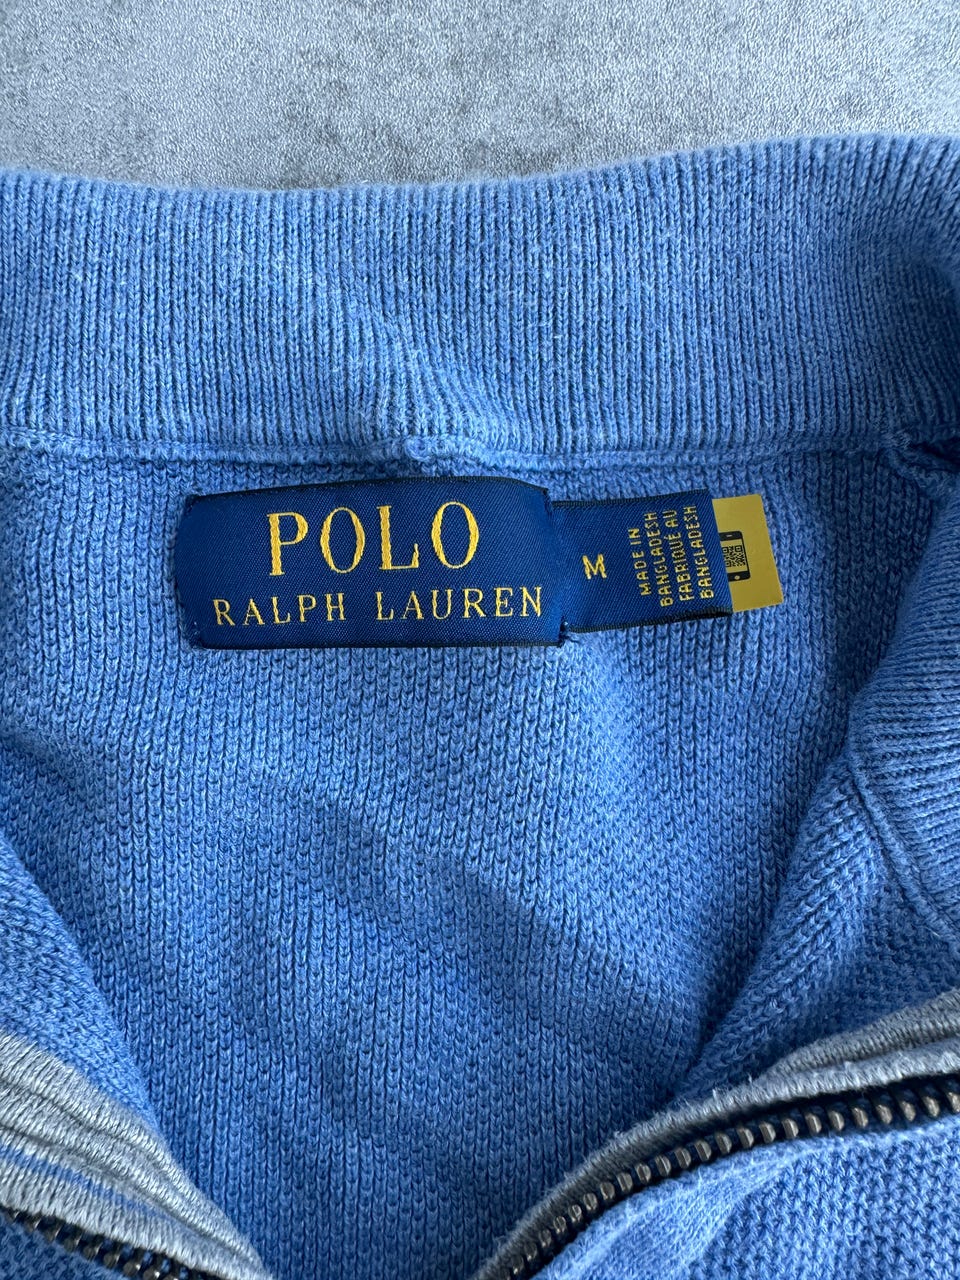 POLO
RALPH LAUREN
M
MADE IN
BANGLADESH
FABRIQUÉ AU
BANGLADESH